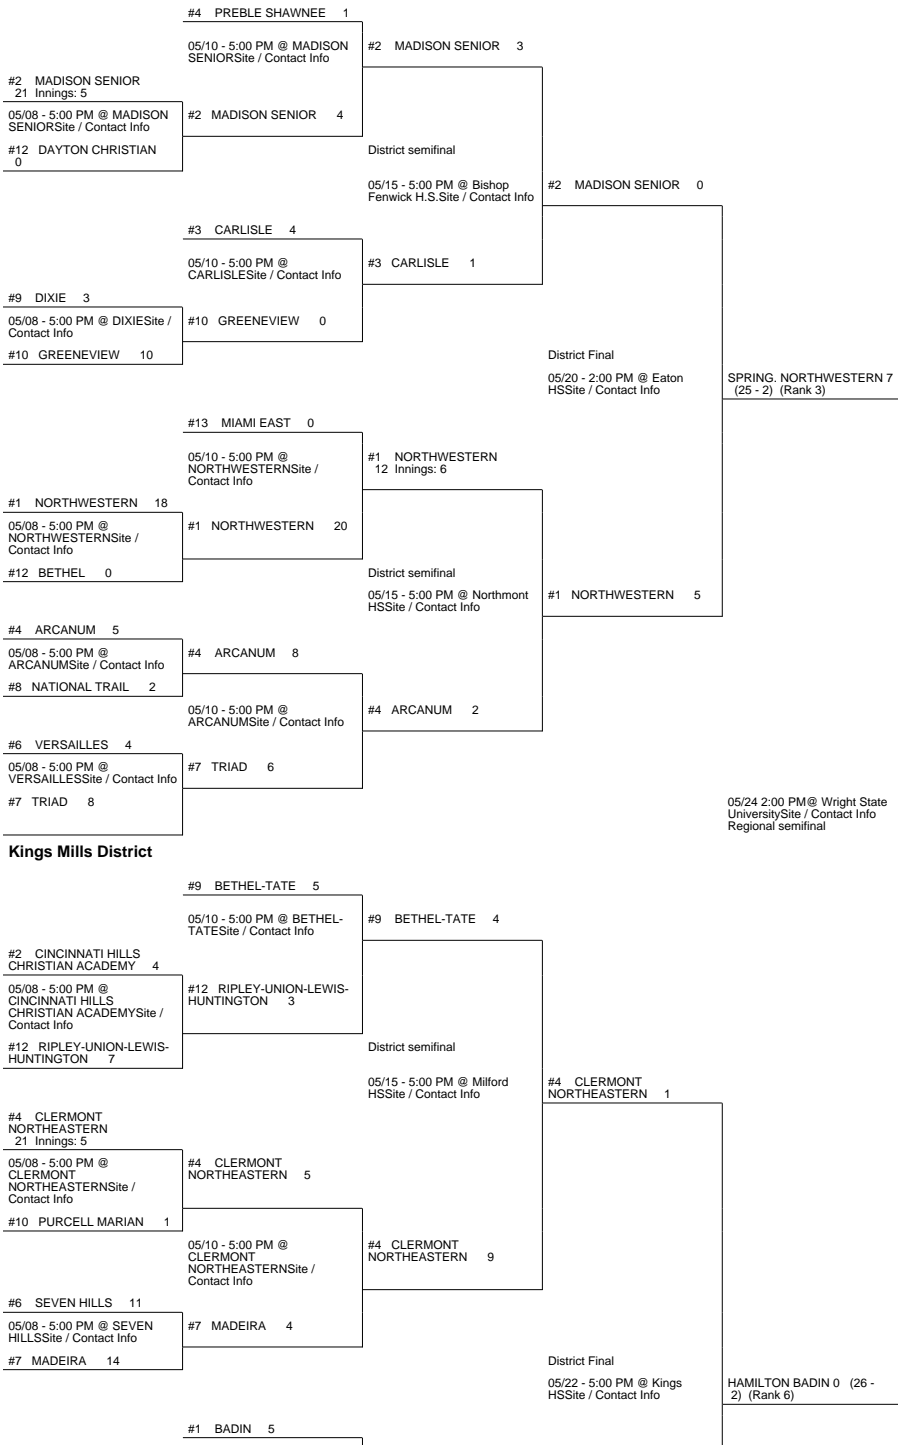 #4 PREBLE SHAWNEE 1
05/10 - 5:00 PM @ MADISON
SENIORSite / Contact Info
#2 MADISON SENIOR 3
#2 MADISON SENIOR
21 Innings: 5
05/08 - 5:00 PM @ MADISON
SENIORSite / Contact Info
#2 MADISON SENIOR 4
#12 DAYTON CHRISTIAN
0
District semifinal
05/15 - 5:00 PM @ Bishop
Fenwick H.S.Site / Contact Info
#2 MADISON SENIOR 0
#3 CARLISLE 4
05/10 - 5:00 PM @
CARLISLESite / Contact Info
#3 CARLISLE 1
#9 DIXIE 3
05/08 - 5:00 PM @ DIXIESite /
Contact Info
#10 GREENEVIEW 0
#10 GREENEVIEW 10
District Final
05/20 - 2:00 PM @ Eaton
HSSite / Contact Info
SPRING. NORTHWESTERN 7
(25 - 2) (Rank 3)
#13 MIAMI EAST 0
05/10 - 5:00 PM @
NORTHWESTERNSite /
Contact Info
#1 NORTHWESTERN
12 Innings: 6
#1 NORTHWESTERN 18
05/08 - 5:00 PM @
NORTHWESTERNSite /
Contact Info
#1 NORTHWESTERN 20
#12 BETHEL 0
District semifinal
05/15 - 5:00 PM @ Northmont
HSSite / Contact Info
#1 NORTHWESTERN 5
#4 ARCANUM 5
05/08 - 5:00 PM @
ARCANUMSite / Contact Info
#4 ARCANUM 8
#8 NATIONAL TRAIL 2
05/10 - 5:00 PM @
ARCANUMSite / Contact Info
#4 ARCANUM 2
#6 VERSAILLES 4
05/08 - 5:00 PM @
VERSAILLESSite / Contact Info
#7 TRIAD 6
#7 TRIAD 8
05/24 2:00 PM@ Wright State
UniversitySite / Contact Info
Regional semifinal
Kings Mills District
#9 BETHEL-TATE 5
05/10 - 5:00 PM @ BETHEL-
TATESite / Contact Info
#9 BETHEL-TATE 4
#2 CINCINNATI HILLS
CHRISTIAN ACADEMY 4
05/08 - 5:00 PM @
CINCINNATI HILLS
CHRISTIAN ACADEMYSite /
Contact Info
#12 RIPLEY-UNION-LEWIS-
HUNTINGTON 3
#12 RIPLEY-UNION-LEWIS-
HUNTINGTON 7
District semifinal
05/15 - 5:00 PM @ Milford
HSSite / Contact Info
#4 CLERMONT
NORTHEASTERN 1
#4 CLERMONT
NORTHEASTERN
21 Innings: 5
05/08 - 5:00 PM @
CLERMONT
NORTHEASTERNSite /
Contact Info
#4 CLERMONT
NORTHEASTERN 5
#10 PURCELL MARIAN 1
05/10 - 5:00 PM @
CLERMONT
NORTHEASTERNSite /
Contact Info
#4 CLERMONT
NORTHEASTERN 9
#6 SEVEN HILLS 11
05/08 - 5:00 PM @ SEVEN
HILLSSite / Contact Info
#7 MADEIRA 4
#7 MADEIRA 14
District Final
05/22 - 5:00 PM @ Kings
HSSite / Contact Info
HAMILTON BADIN 0 (26 -
2) (Rank 6)
#1 BADIN 5